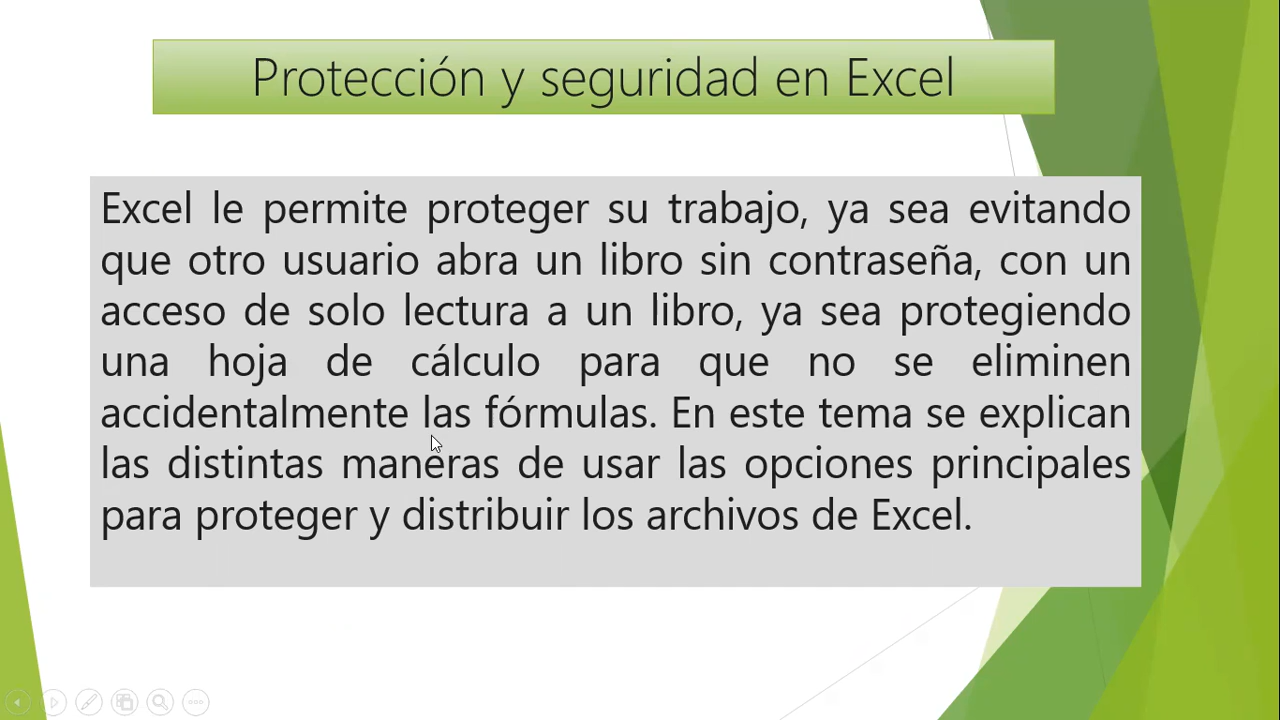 Protección y seguridad en Excel
Excel le permite proteger su trabajo, ya sea evitando
que otro usuario abra un libro sin contraseña, con un
acceso de solo lectura a un libro, ya sea protegiendo
una hoja de cálculo para que no se eliminen
accidentalmente las fórmulas. En este tema se explican
las distintas maneras de usar las opciones principales
para proteger y distribuir los archivos de Excel.